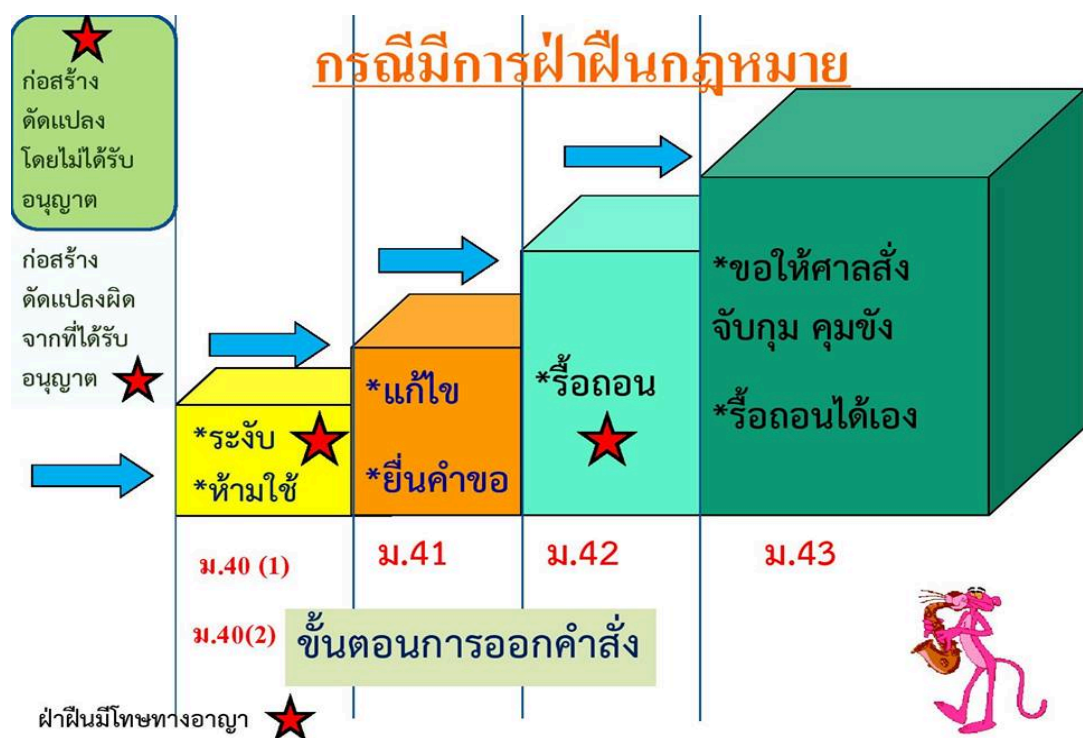 กรณีมีการฝ่าฝืนกฎหมาย
ก่อสร้าง
ดัดแปลง
โดยไม่ได้รับ
อนุญาต
ก่อสร้าง
ดัดแปลงผิด
จากที่ได้รับ
อนุญาต
*ระงับ
*ห้ามใช้
*แก้ไข
*ยื่นคำขอ
*รื้อถอน
*ขอให้ศาลสั่ง
จับกุม คุมขัง
*รื้อถอนได้เอง
ม.40 (1)
ม.40(2)
ม.41
ม.42
ม.43
ขั้นตอนการออกคำสั่ง
ฝ่าฝืนมีโทษทางอาญา